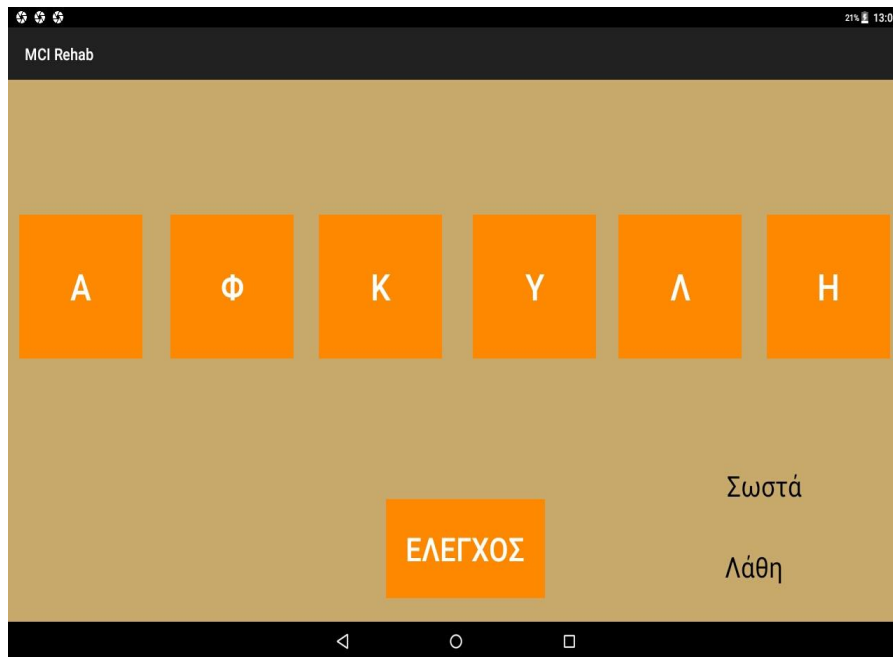 21% 13:0
MCI Rehab
Α Φ Κ Υ Λ Η
Σωστά
ΕΛΕΓΧΟΣ
Λάθη